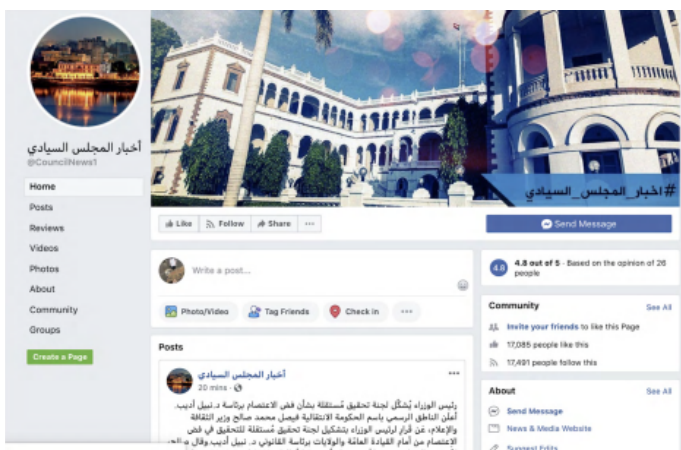 أخبار المجلس السيادي
@CouncilNews1
Home
Posts
Reviews
Videos
Photos
About
Community
Groups
Create a Page
#اخبار_المجلس_السيادي
Like
Follow
Share
Send Message
Write a post...
Photo/Video
Tag Friends
Check in
Posts
أخبار المجلس السيادي
20 mins
رئيس الوزراء يُشكّل لجنة تحقيق مُستقلة بشأن فض الاعتصام برئاسة د.نبيل أديب.
أعلن الناطق الرسمي باسم الحكومة الانتقالية فيصل محمد صالح وزير الثقافة
والإعلام، عن قرار لرئيس الوزراء بتشكيل لجنة تحقيق مُستقلة للتحقيق في فض
الاعتصام من أمام القيادة العامّة والولايات برئاسة القانوني د. نبيل أديب وقال
4.8
4.8 out of 5 - Based on the opinion of 26
people
Community
See All
Invite your friends to like this Page
17,085 people like this
17,491 people follow this
About
See All
Send Message
News & Media Website
Suggest Edits